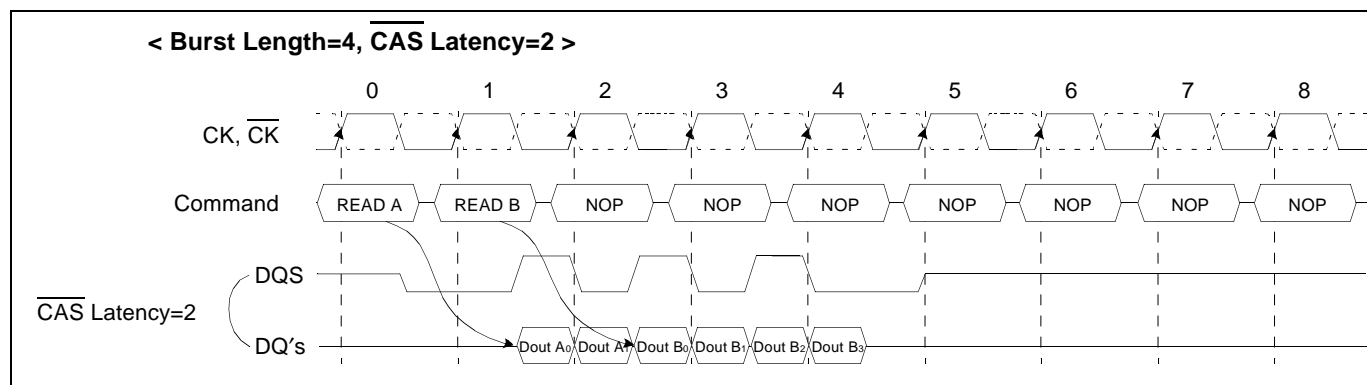 < Burst Length=4, CAS Latency=2 >
0 1 2 3 4 5 6 7 8
CK, CK
Command READ A READ B NOP NOP NOP NOP NOP NOP NOP
DQS
CAS Latency=2
DQ's Dout A0 Dout A1 Dout B0 Dout B1 Dout B2 Dout B3